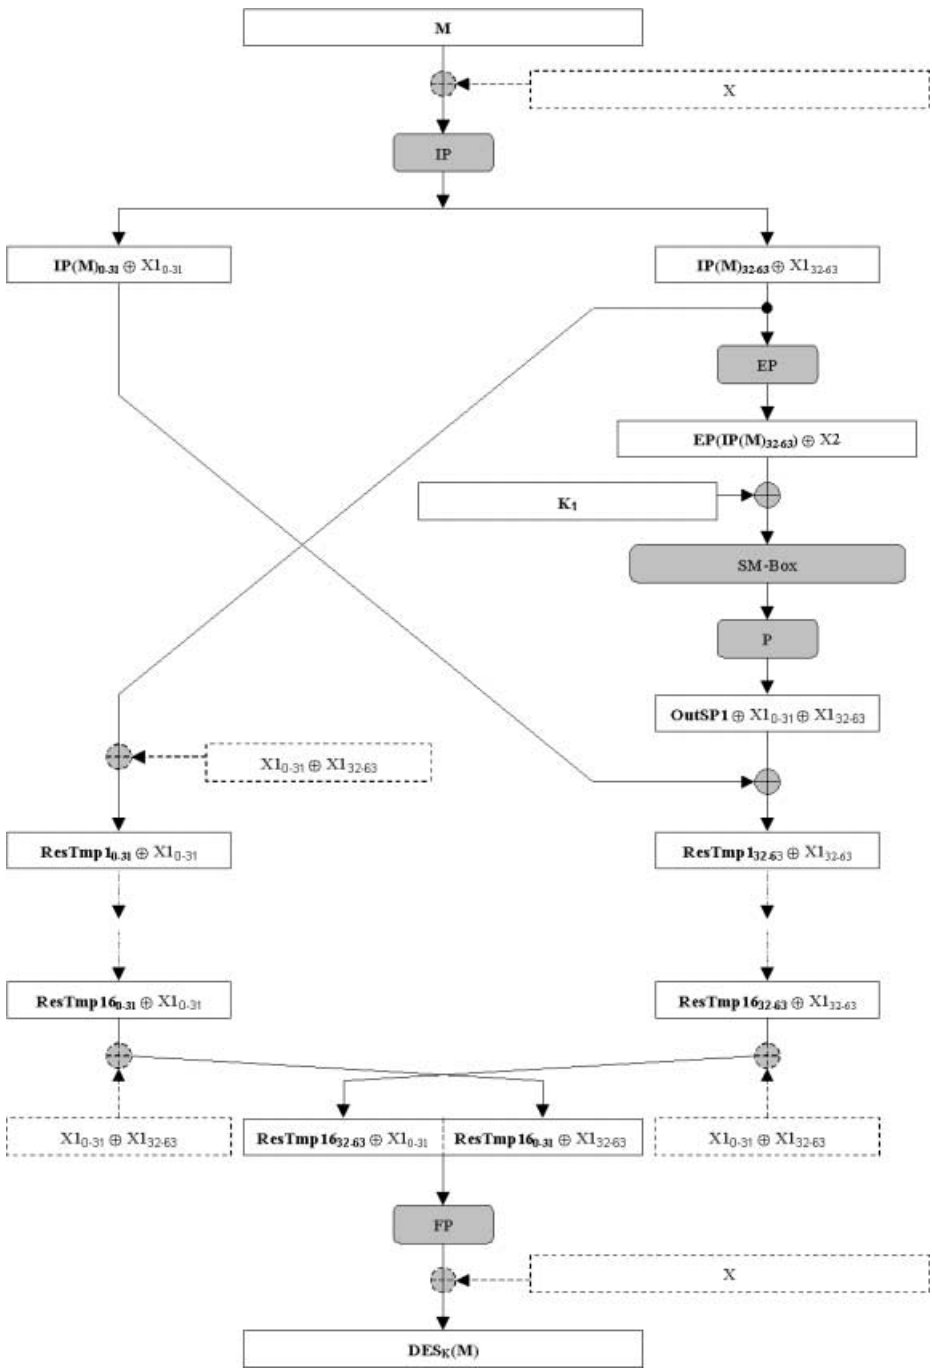 M
X
IP
IP(M)0-31 ⊕ X10-31
IP(M)32-63 ⊕ X132-63
EP
EP(IP(M)32-63) ⊕ X2
K1
SM-Box
P
OutSP1 ⊕ X10-31 ⊕ X132-63
X10-31 ⊕ X132-63
ResTmp10-31 ⊕ X10-31
ResTmp132-63 ⊕ X132-63
ResTmp160-31 ⊕ X10-31
ResTmp1632-63 ⊕ X132-63
X10-31 ⊕ X132-63
ResTmp1632-63 ⊕ X10-31
ResTmp160-31 ⊕ X132-63
X10-31 ⊕ X132-63
FP
X
DESK(M)